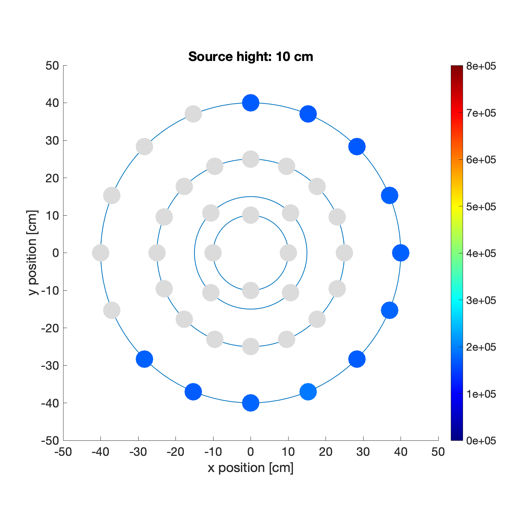 Source hight: 10 cm
50
40
30
20
10
0
-10
-20
-30
-40
-50
y position [cm]
-50 -40 -30 -20 -10 0 10 20 30 40 50
x position [cm]
8e+05
7e+05
6e+05
5e+05
4e+05
3e+05
2e+05
1e+05
0e+05